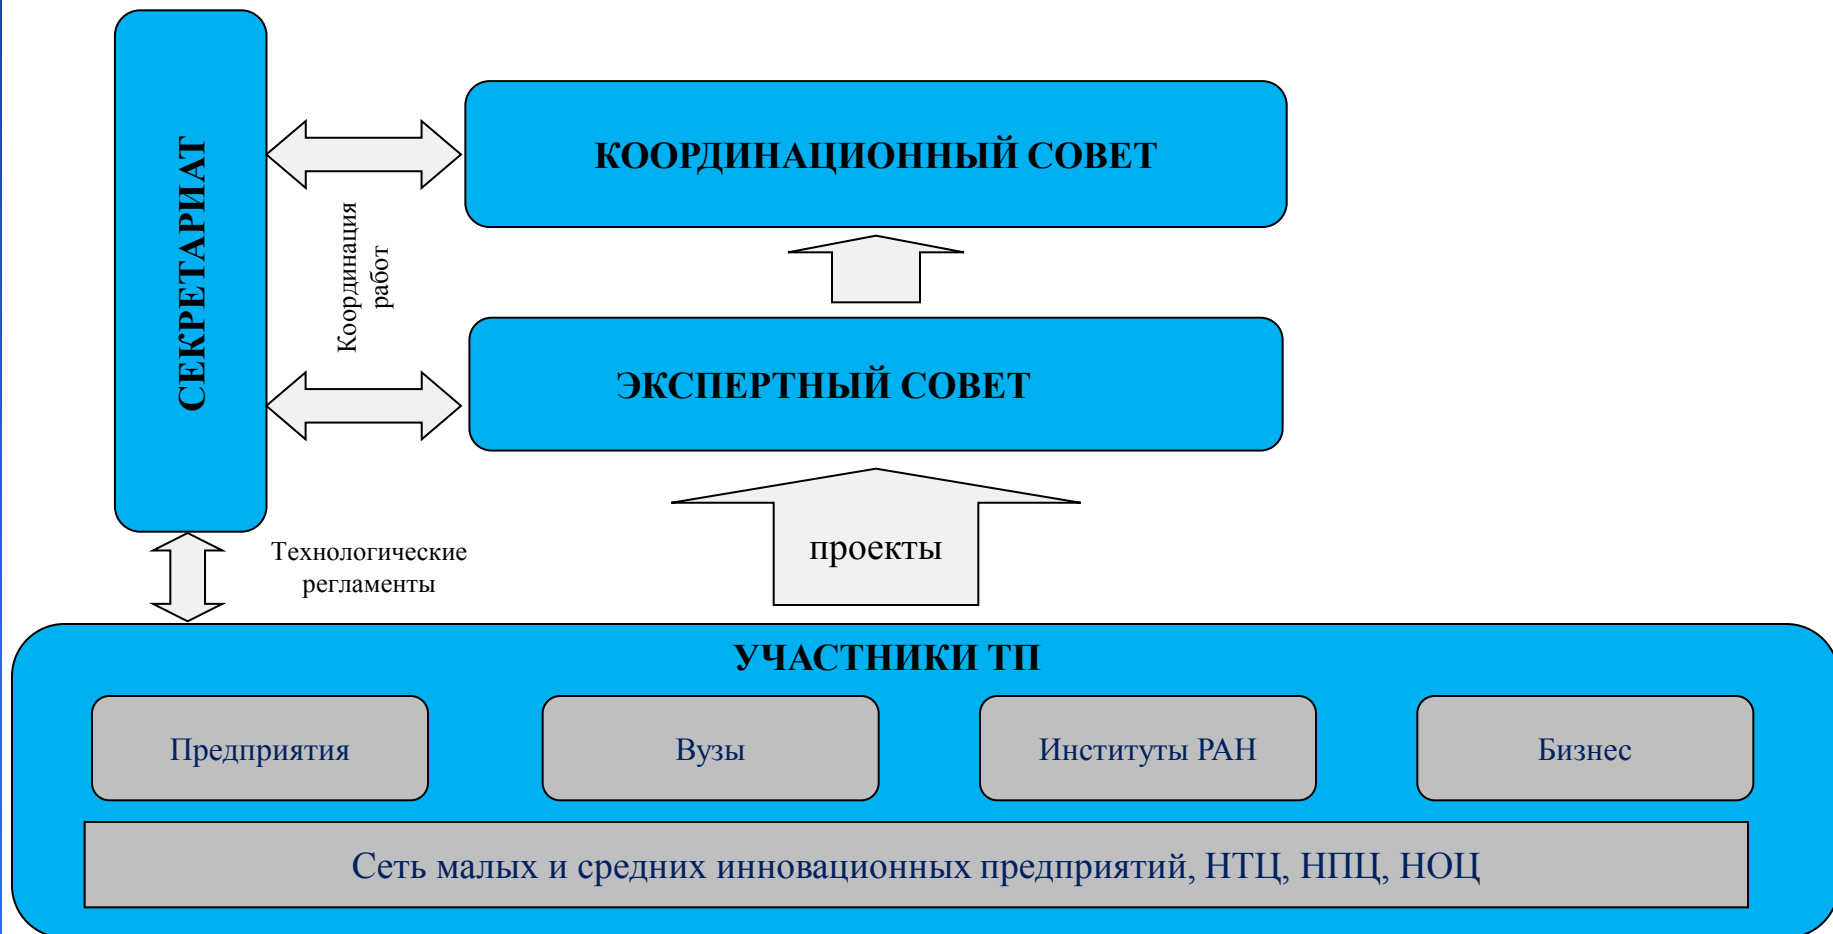 СЕКРЕТАРИАТ
КООРДИНАЦИОННЫЙ СОВЕТ
Координация
работ
ЭКСПЕРТНЫЙ СОВЕТ
Технологические
регламенты
проекты
УЧАСТНИКИ ТП
Предприятия
Вузы
Институты РАН
Бизнес
Сеть малых и средних инновационных предприятий, НТЦ, НПЦ, НОЦ